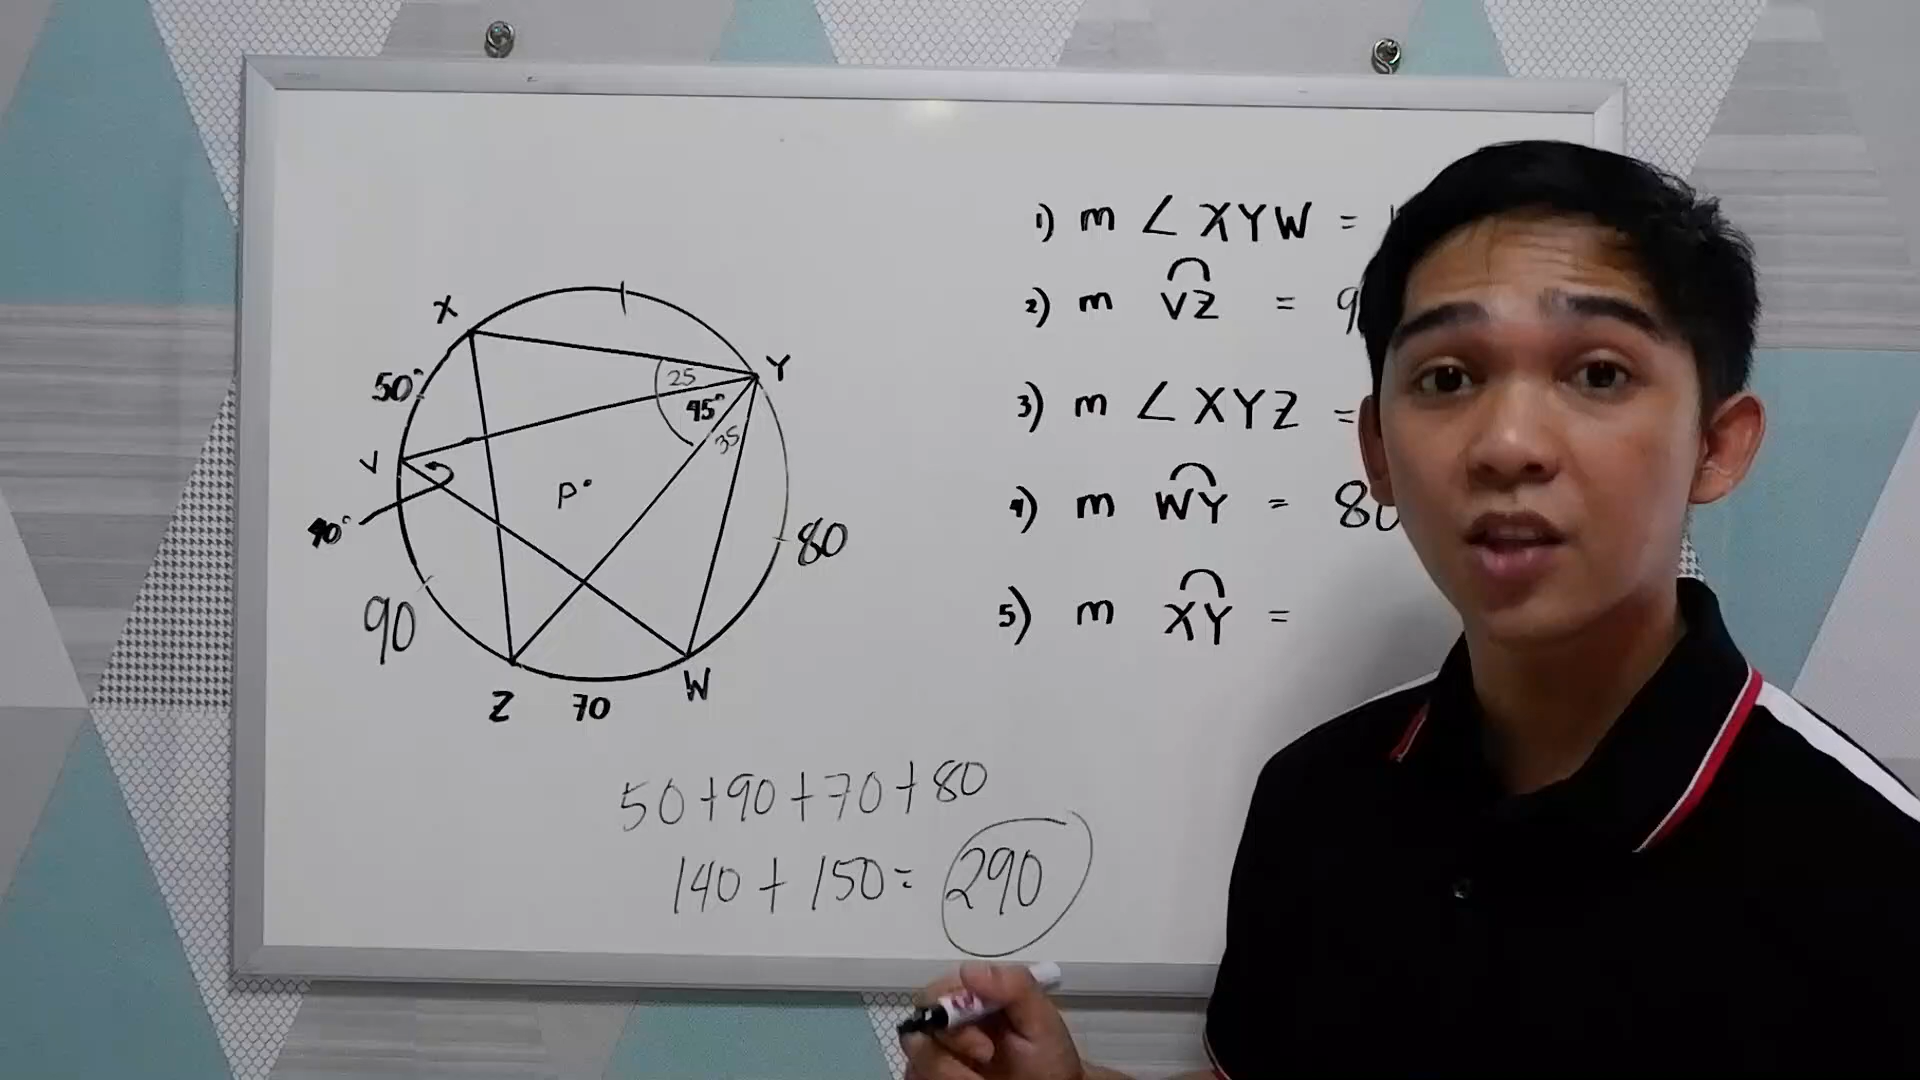 1) m ∠ XYW =
2) m VZ = 9
3) m ∠ XYZ =
4) m WY = 80
5) m XY =
X
Y
50°
25
45°
35
V
P
40°
80
90
Z
70
W
50+90+70+80
140+150= 290